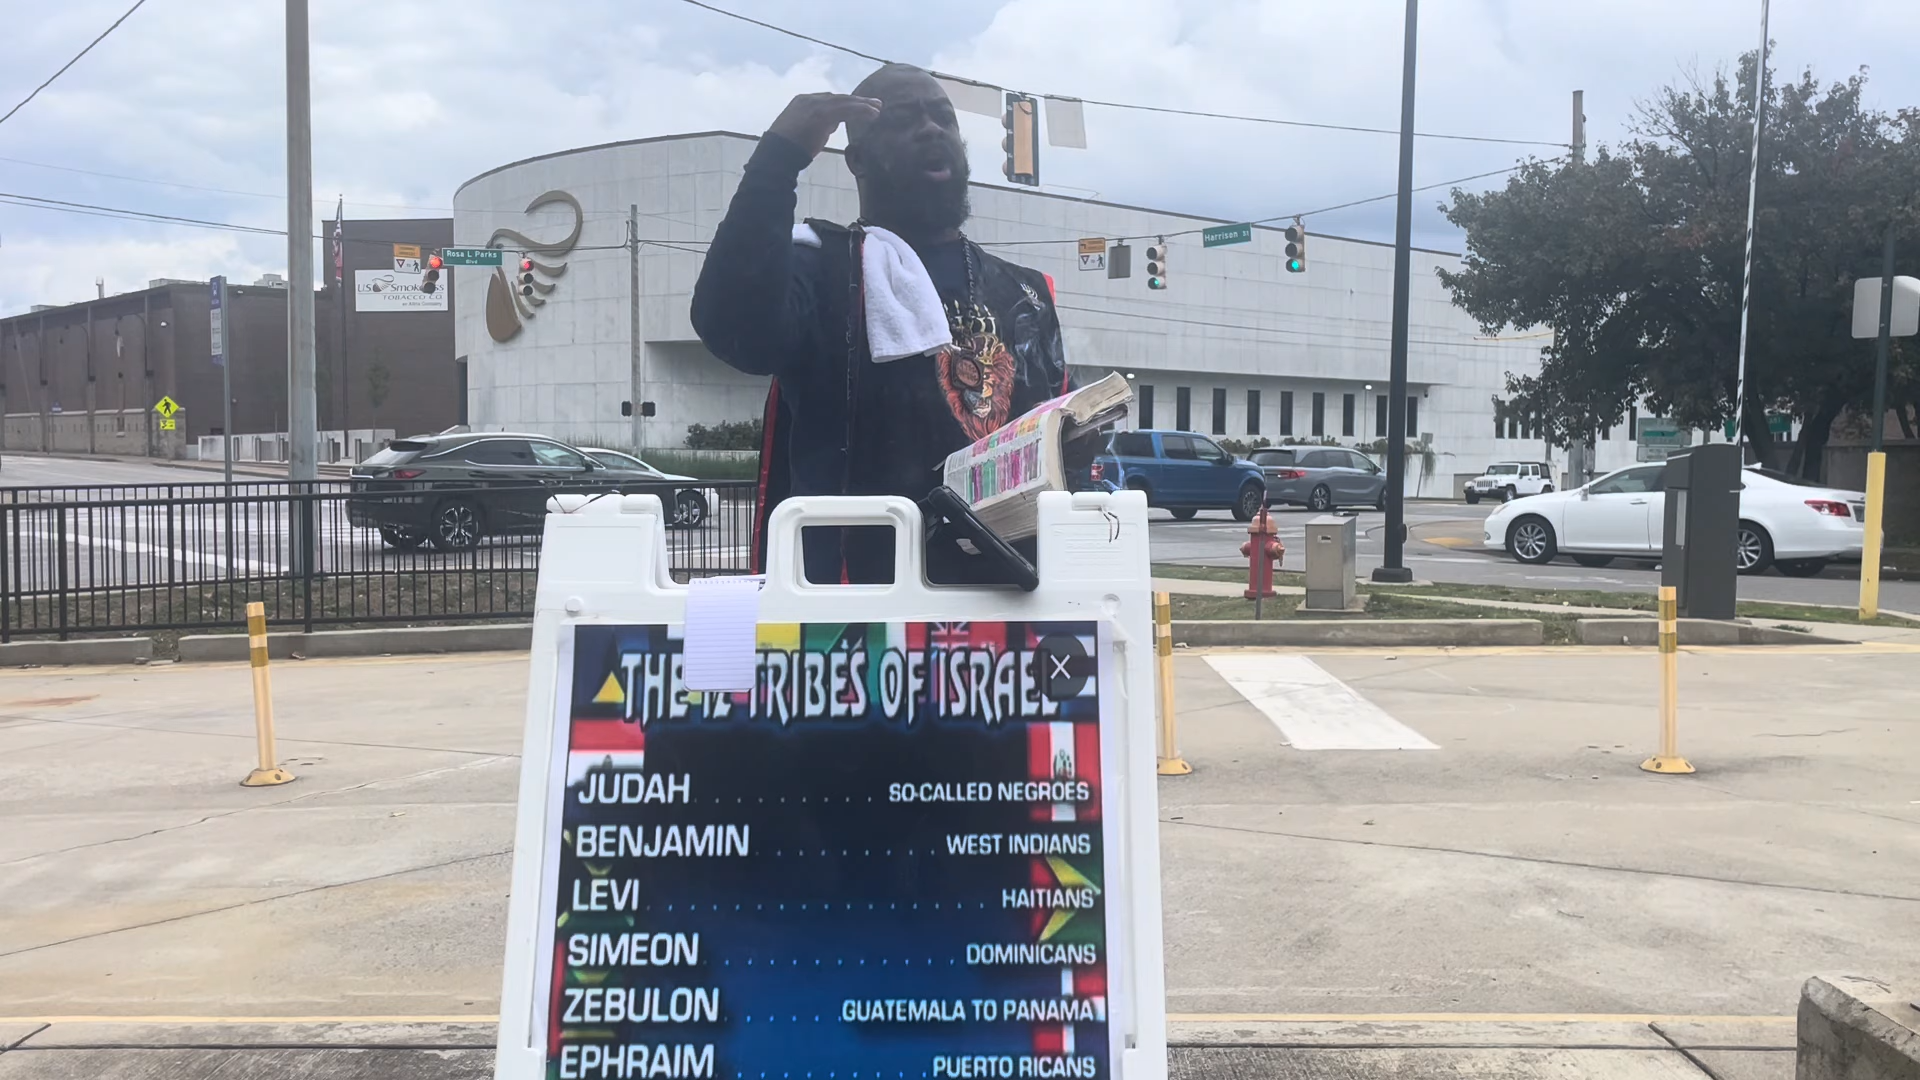 Rosa L Parks
Blvd
Harrison St
US Smokeless
TOBACCO CO
THE 12 TRIBES OF ISRAEL
JUDAH . . . . . . . . . SO-CALLED NEGROES
BENJAMIN . . . . . . . . . WEST INDIANS
LEVI . . . . . . . . . . . . . . . . HAITIANS
SIMEON . . . . . . . . . . . . DOMINICANS
ZEBULON . . . . . . GUATEMALA TO PANAMA
EPHRAIM . . . . . . . . . PUERTO RICANS